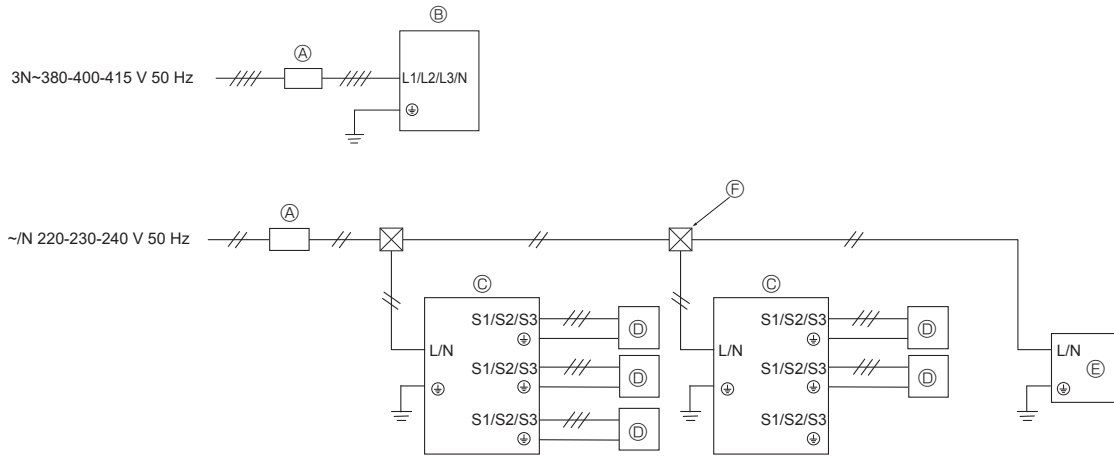 Ⓑ
Ⓐ
3N~380-400-415 V 50 Hz
L1/L2/L3/N
Ⓕ
Ⓐ
~/N 220-230-240 V 50 Hz
Ⓒ
Ⓒ
S1/S2/S3
Ⓓ
S1/S2/S3
Ⓓ
L/N
L/N
L/N
Ⓔ
S1/S2/S3
Ⓓ
S1/S2/S3
Ⓓ
S1/S2/S3
Ⓓ
S1/S2/S3